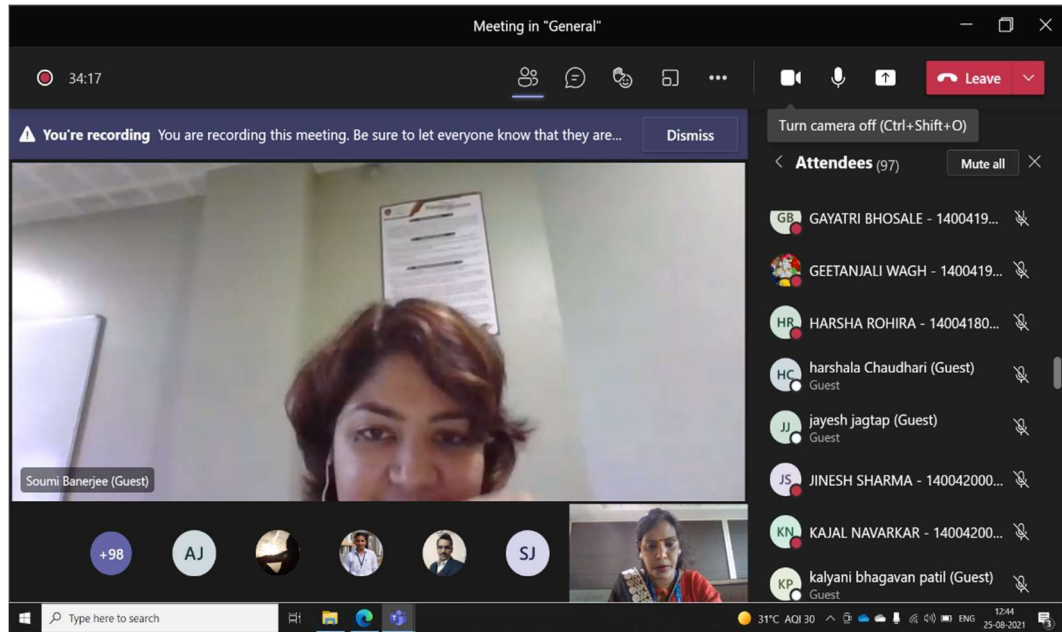 Meeting in "General"
34:17
Leave
You're recording You are recording this meeting. Be sure to let everyone know that they are...
Dismiss
Turn camera off (Ctrl+Shift+O)
Attendees (97)
Mute all
GB GAYATRI BHOSALE - 1400419...
GEETANJALI WAGH - 1400419...
HR HARSHA ROHIRA - 14004180...
HC harshala Chaudhari (Guest)
Guest
JJ jayesh jagtap (Guest)
Guest
JS JINESH SHARMA - 140042000...
KN KAJAL NAVARKAR - 14004200...
KP kalyani bhagavan patil (Guest)
Guest
Soumi Banerjee (Guest)
+98
AJ
SJ
Type here to search
31°C AQI 30
ENG
12:44
25-08-2021
3